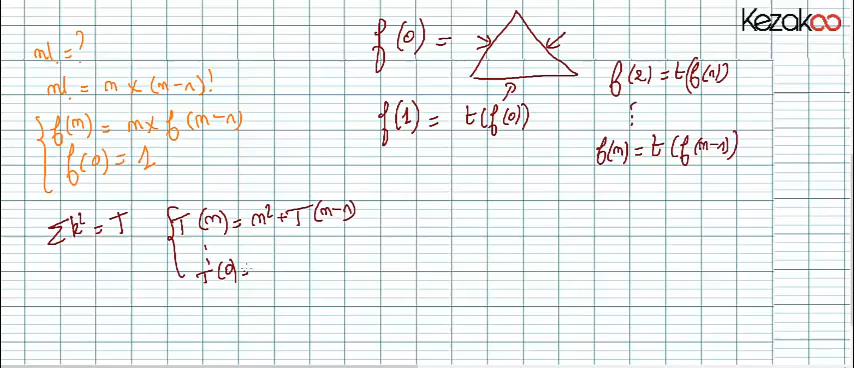 Kezakoo
n! = ?
n! = n × (n-1)!
f(n) = n × f(n-1)
f(0) = 1
f(0) =
f(1) = t(f(0))
f(2) = t(f(1))
⋮
f(n) = t(f(n-1))
Σk² = T
T(n) = n² + T(n-1)
⋮
T(0) =